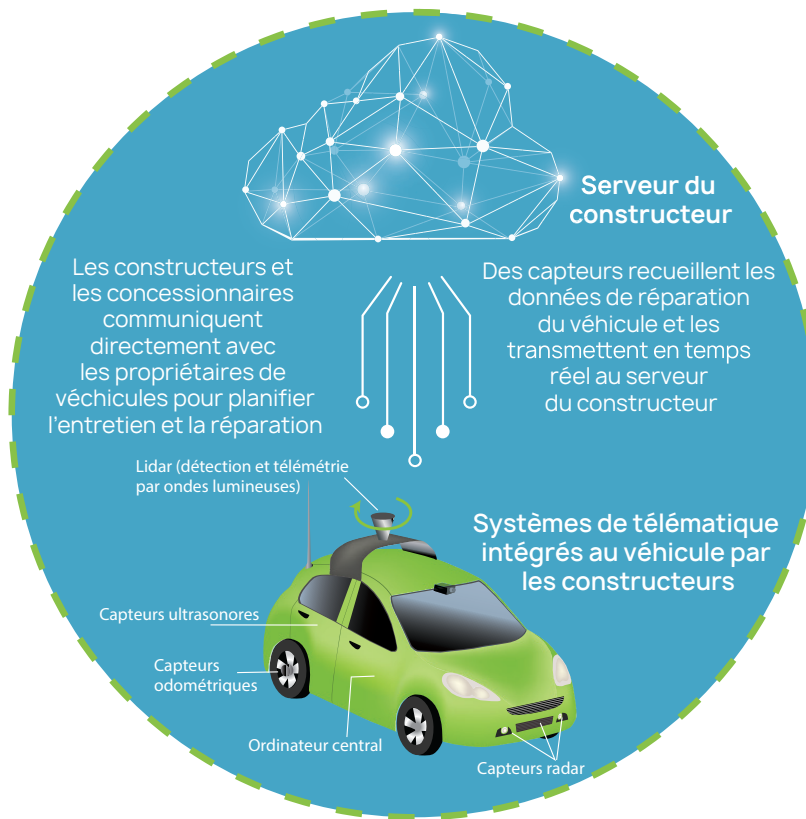 Serveur du
constructeur
Les constructeurs et
les concessionnaires
communiquent
directement avec
les propriétaires de
véchicules pour planifier
l'entretien et la réparation
Des capteurs recueillent les
données de réparation
du véhicule et les
transmettent en temps
réel au serveur
du constructeur
Lidar (détection et télémétrie
par ondes lumineuses)
Systèmes de télématique
intégrés au véhicule par
les constructeurs
Capteurs ultrasonores
Capteurs
odométriques
Ordinateur central
Capteurs radar